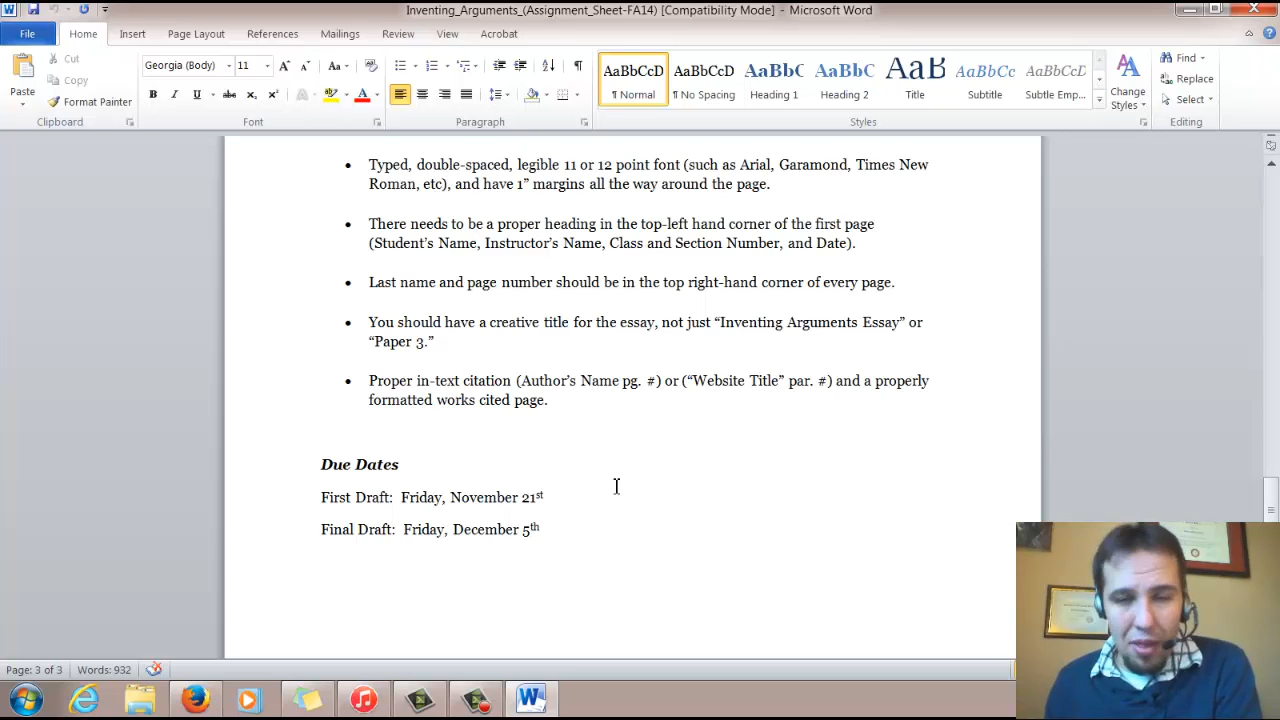 Inventing_Arguments_(Assignment_Sheet-FA14) [Compatibility Mode] - Microsoft Word
File Home Insert Page Layout References Mailings Review View Acrobat
Cut
Copy
Format Painter
Paste
Clipboard
Georgia (Body) 11
Font
Paragraph
AaBbCcD AaBbCcD AaBbC AaBbC AaB AaBbCc AaBbCcD
¶ Normal ¶ No Spacing Heading 1 Heading 2 Title Subtitle Subtle Emp...
Styles
Change
Styles
Find
Replace
Select
Editing
• Typed, double-spaced, legible 11 or 12 point font (such as Arial, Garamond, Times New
Roman, etc), and have 1” margins all the way around the page.
• There needs to be a proper heading in the top-left hand corner of the first page
(Student’s Name, Instructor’s Name, Class and Section Number, and Date).
• Last name and page number should be in the top right-hand corner of every page.
• You should have a creative title for the essay, not just “Inventing Arguments Essay” or
“Paper 3.”
• Proper in-text citation (Author’s Name pg. #) or (“Website Title” par. #) and a properly
formatted works cited page.
Due Dates
First Draft: Friday, November 21st
Final Draft: Friday, December 5th
Page: 3 of 3 Words: 932